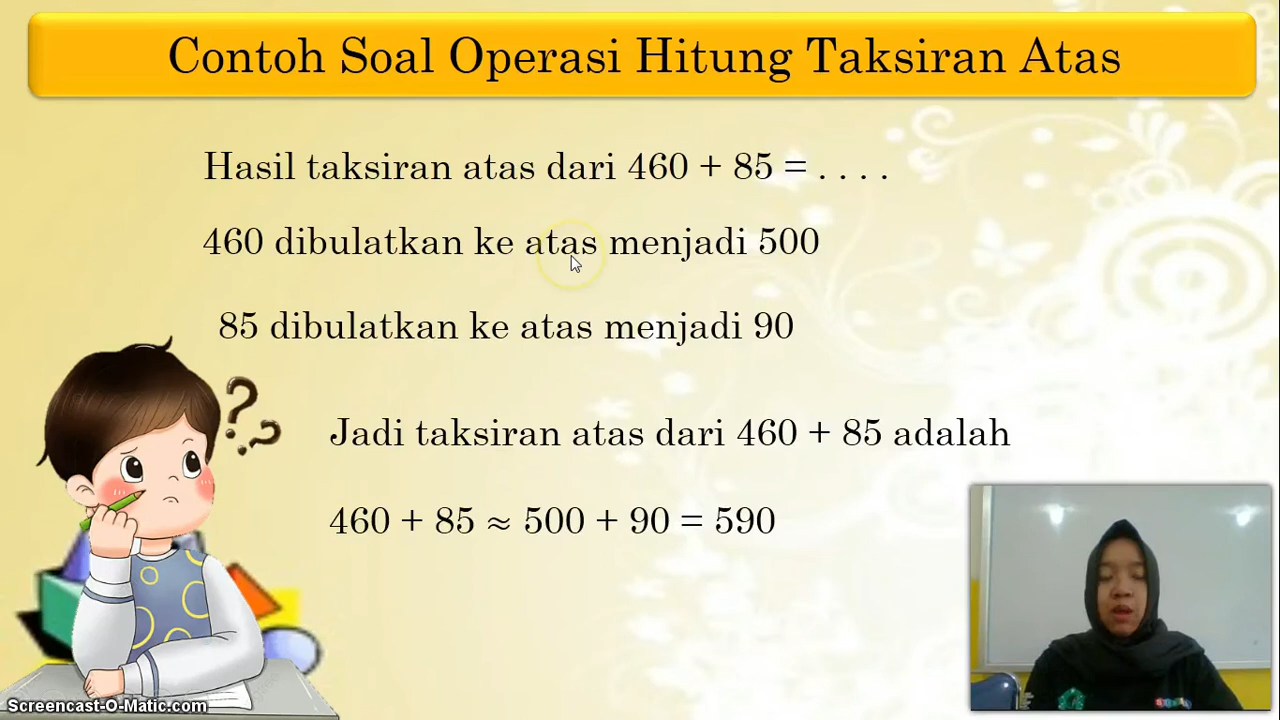 Contoh Soal Operasi Hitung Taksiran Atas
Hasil taksiran atas dari 460 + 85 = . . . .
460 dibulatkan ke atas menjadi 500
85 dibulatkan ke atas menjadi 90
??
Jadi taksiran atas dari 460 + 85 adalah
460 + 85 ≈ 500 + 90 = 590
Screencast-O-Matic.com